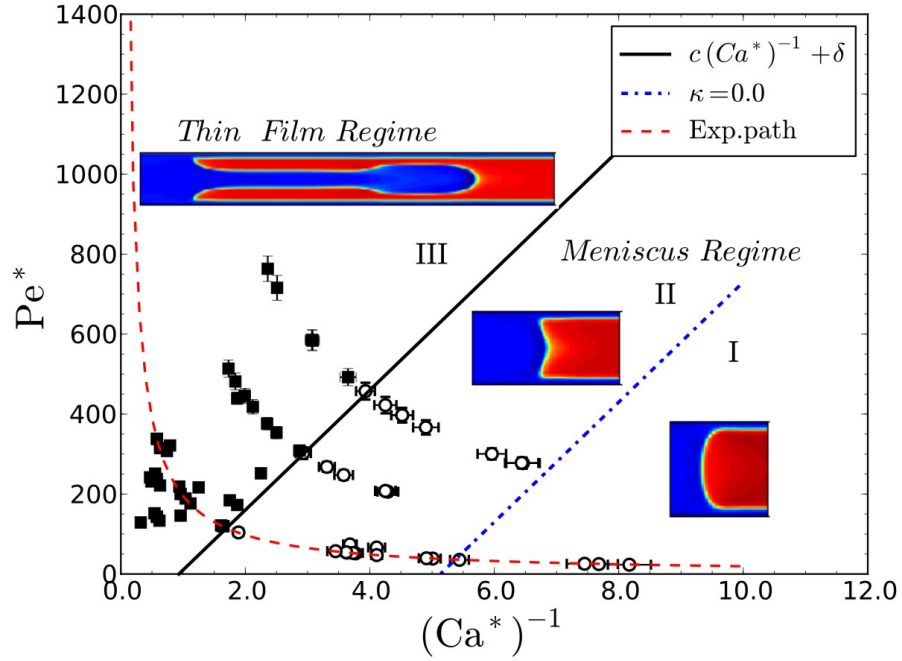 1400
1200
1000
800
600
400
200
0
Pe*
0.0 2.0 4.0 6.0 8.0 10.0 12.0
(Ca*)⁻¹
c(Ca*)⁻¹+δ
κ=0.0
Exp.path
Thin Film Regime
III
Meniscus Regime
II
I